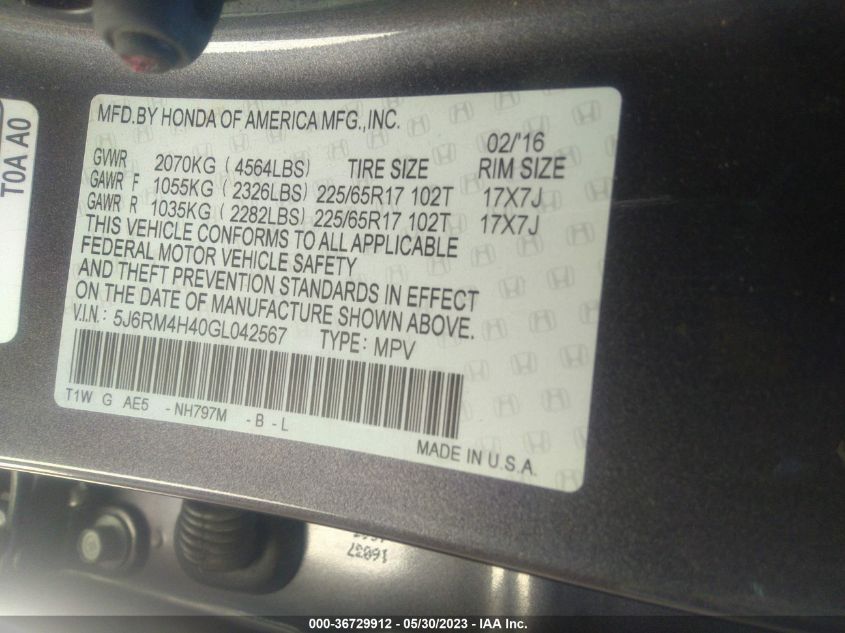 T0A A0
MFD.BY HONDA OF AMERICA MFG.,INC.
02/'16
GVWR 2070KG (4564LBS) TIRE SIZE RIM SIZE
GAWR F 1055KG (2326LBS) 225/65R17 102T 17X7J
GAWR R 1035KG (2282LBS) 225/65R17 102T 17X7J
THIS VEHICLE CONFORMS TO ALL APPLICABLE
FEDERAL MOTOR VEHICLE SAFETY
AND THEFT PREVENTION STANDARDS IN EFFECT
ON THE DATE OF MANUFACTURE SHOWN ABOVE.
V.I.N.: 5J6RM4H40GL042567 TYPE: MPV
T1W G AE5 -NH797M -B-L
MADE IN U.S.A.
16037
000-36729912 — 05/30/2023 — IAA Inc.